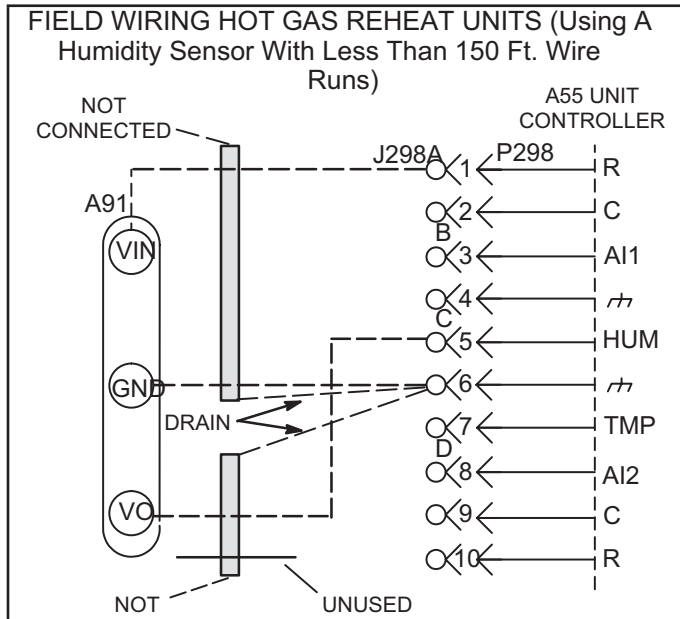 FIELD WIRING HOT GAS REHEAT UNITS (Using A
Humidity Sensor With Less Than 150 Ft. Wire
Runs)
NOT
CONNECTED
A55 UNIT
CONTROLLER
J298A
P298
1
R
A91
2
C
B
VIN
3
AI1
4
C
5
HUM
GND
6
DRAIN
7
TMP
D
8
AI2
VO
9
C
10
R
NOT
UNUSED